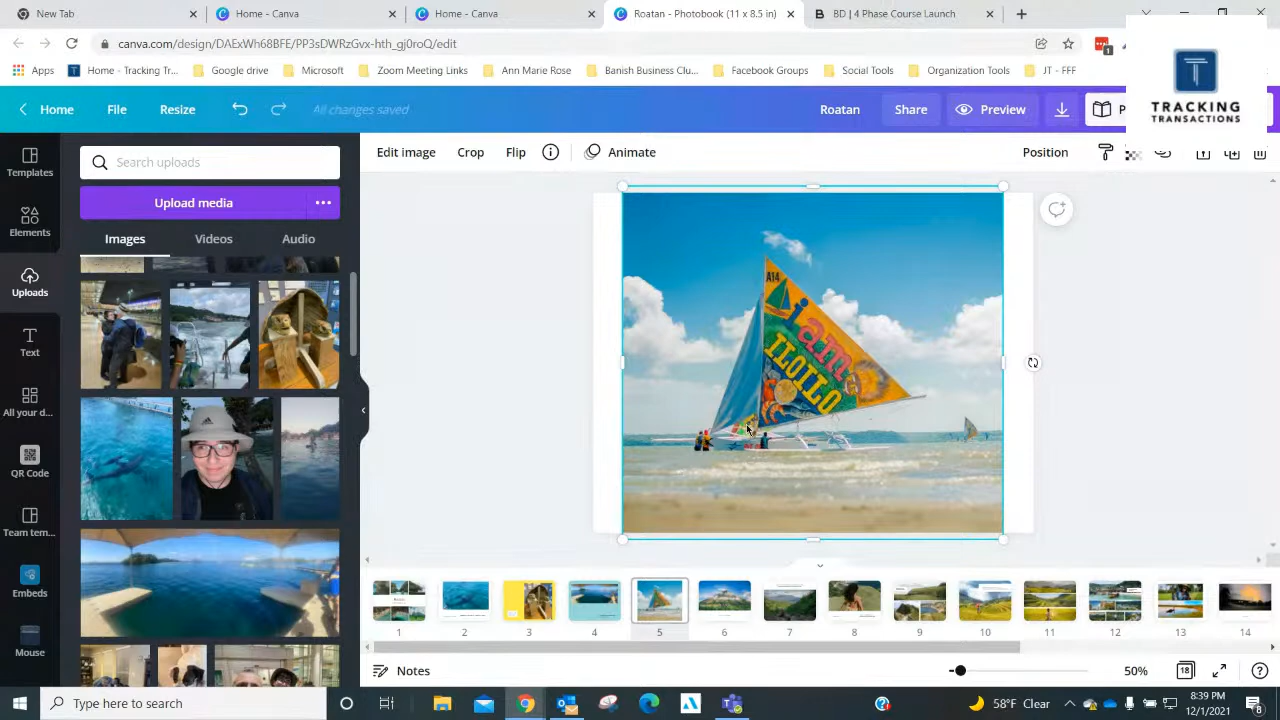 New Tab
Home - Canva
Home - Canva
Roatan - Photobook (11 x 8.5 in)
BD | 4 Phase Course Launch
canva.com/design/DAExWh68BFE/PP3sDWRzGvx-hth_gj0roQ/edit
1
Apps
Home - Tracking Tr...
Google drive
Microsoft
Zoom Meeting Links
Ann Marie Rose
Banish Business Clu...
Facebook Groups
Social Tools
Organization Tools
JT - FFF
T
TRACKING
TRANSACTIONS
Home
File
Resize
All changes saved
Roatan
Share
Preview
P
Templates
Elements
Uploads
Text
All your d...
QR Code
Team tem...
Embeds
Mouse
Search uploads
Upload media
Images
Videos
Audio
Edit image
Crop
Flip
Animate
Position
A14
i am
ILOILO
1
2
3
4
5
6
7
8
9
10
11
12
13
14
Notes
50%
18
Type here to search
58°F Clear
8:39 PM
12/1/2021
8